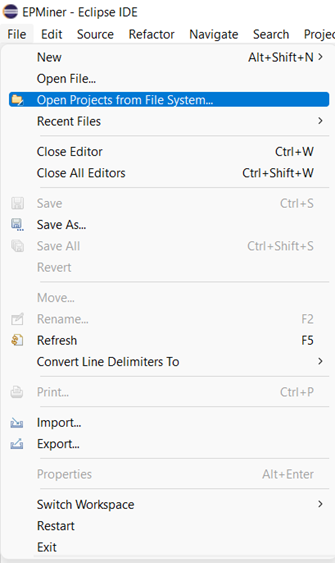 EPMiner - Eclipse IDE
File Edit Source Refactor Navigate Search Projec
New Alt+Shift+N >
Open File...
Open Projects from File System...
Recent Files >
Close Editor Ctrl+W
Close All Editors Ctrl+Shift+W
Save Ctrl+S
Save As...
Save All Ctrl+Shift+S
Revert
Move...
Rename... F2
Refresh F5
Convert Line Delimiters To >
Print... Ctrl+P
Import...
Export...
Properties Alt+Enter
Switch Workspace >
Restart
Exit